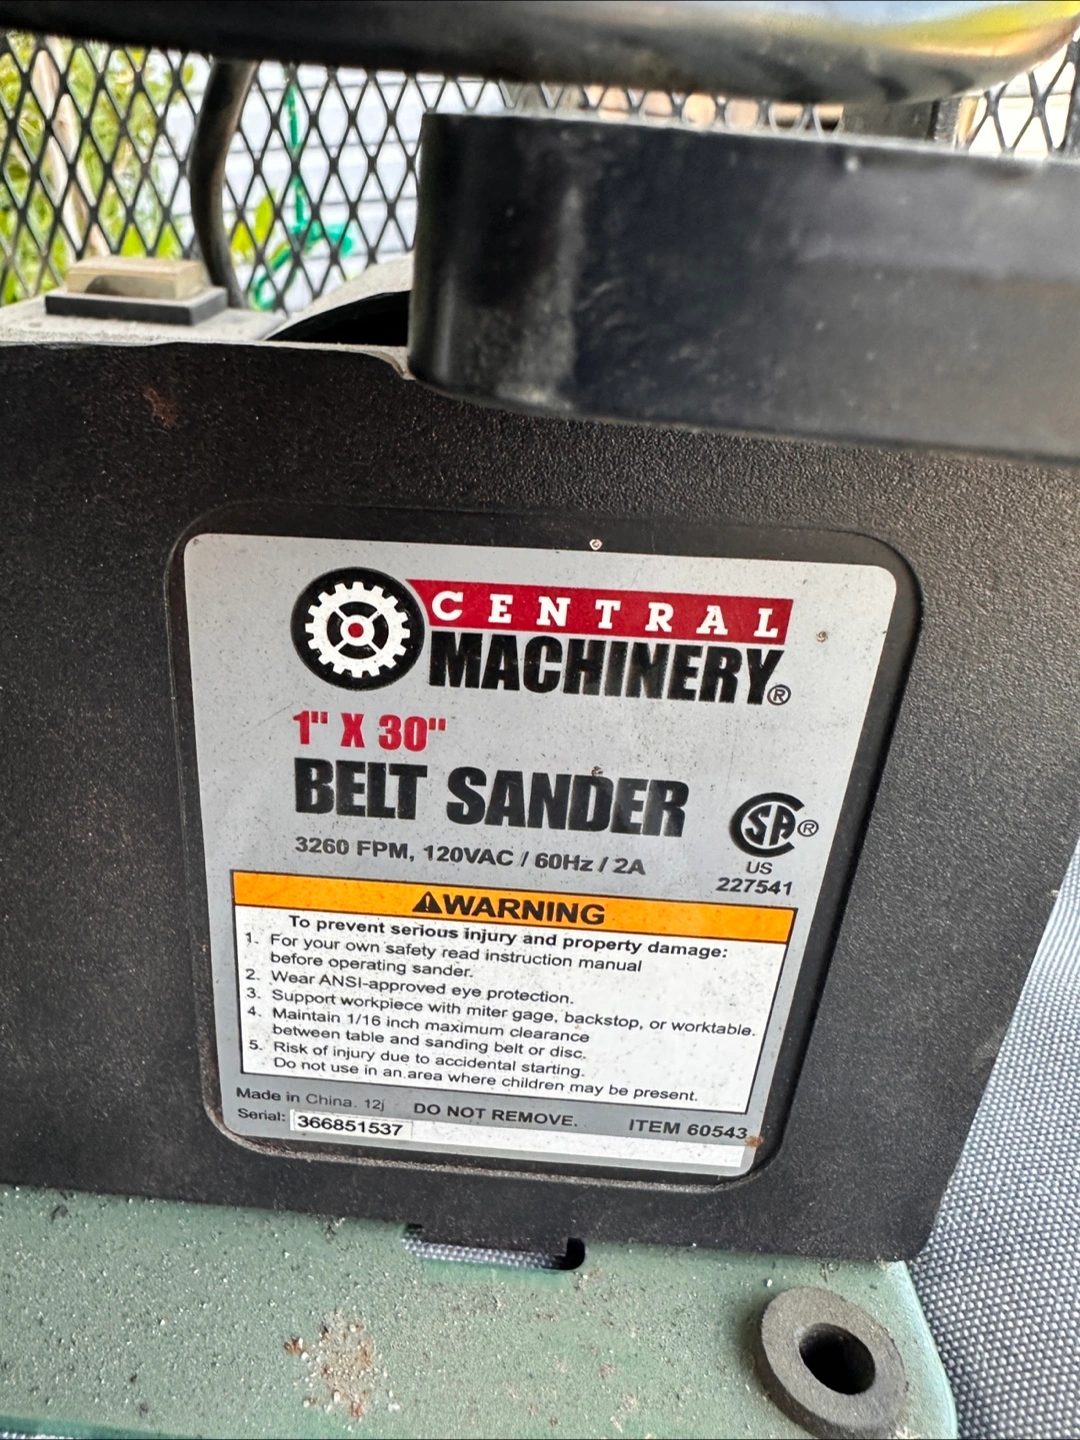 CENTRAL
MACHINERY®
1" X 30"
BELT SANDER
3260 FPM, 120VAC / 60Hz / 2A
SA®
US
227541
⚠WARNING
To prevent serious injury and property damage:
1. For your own safety read instruction manual
before operating sander.
2. Wear ANSI-approved eye protection.
3. Support workpiece with miter gage, backstop, or worktable.
4. Maintain 1/16 inch maximum clearance
between table and sanding belt or disc.
5. Risk of injury due to accidental starting.
Do not use in an area where children may be present.
Made in China. 12j DO NOT REMOVE. ITEM 60543
Serial: 366851537